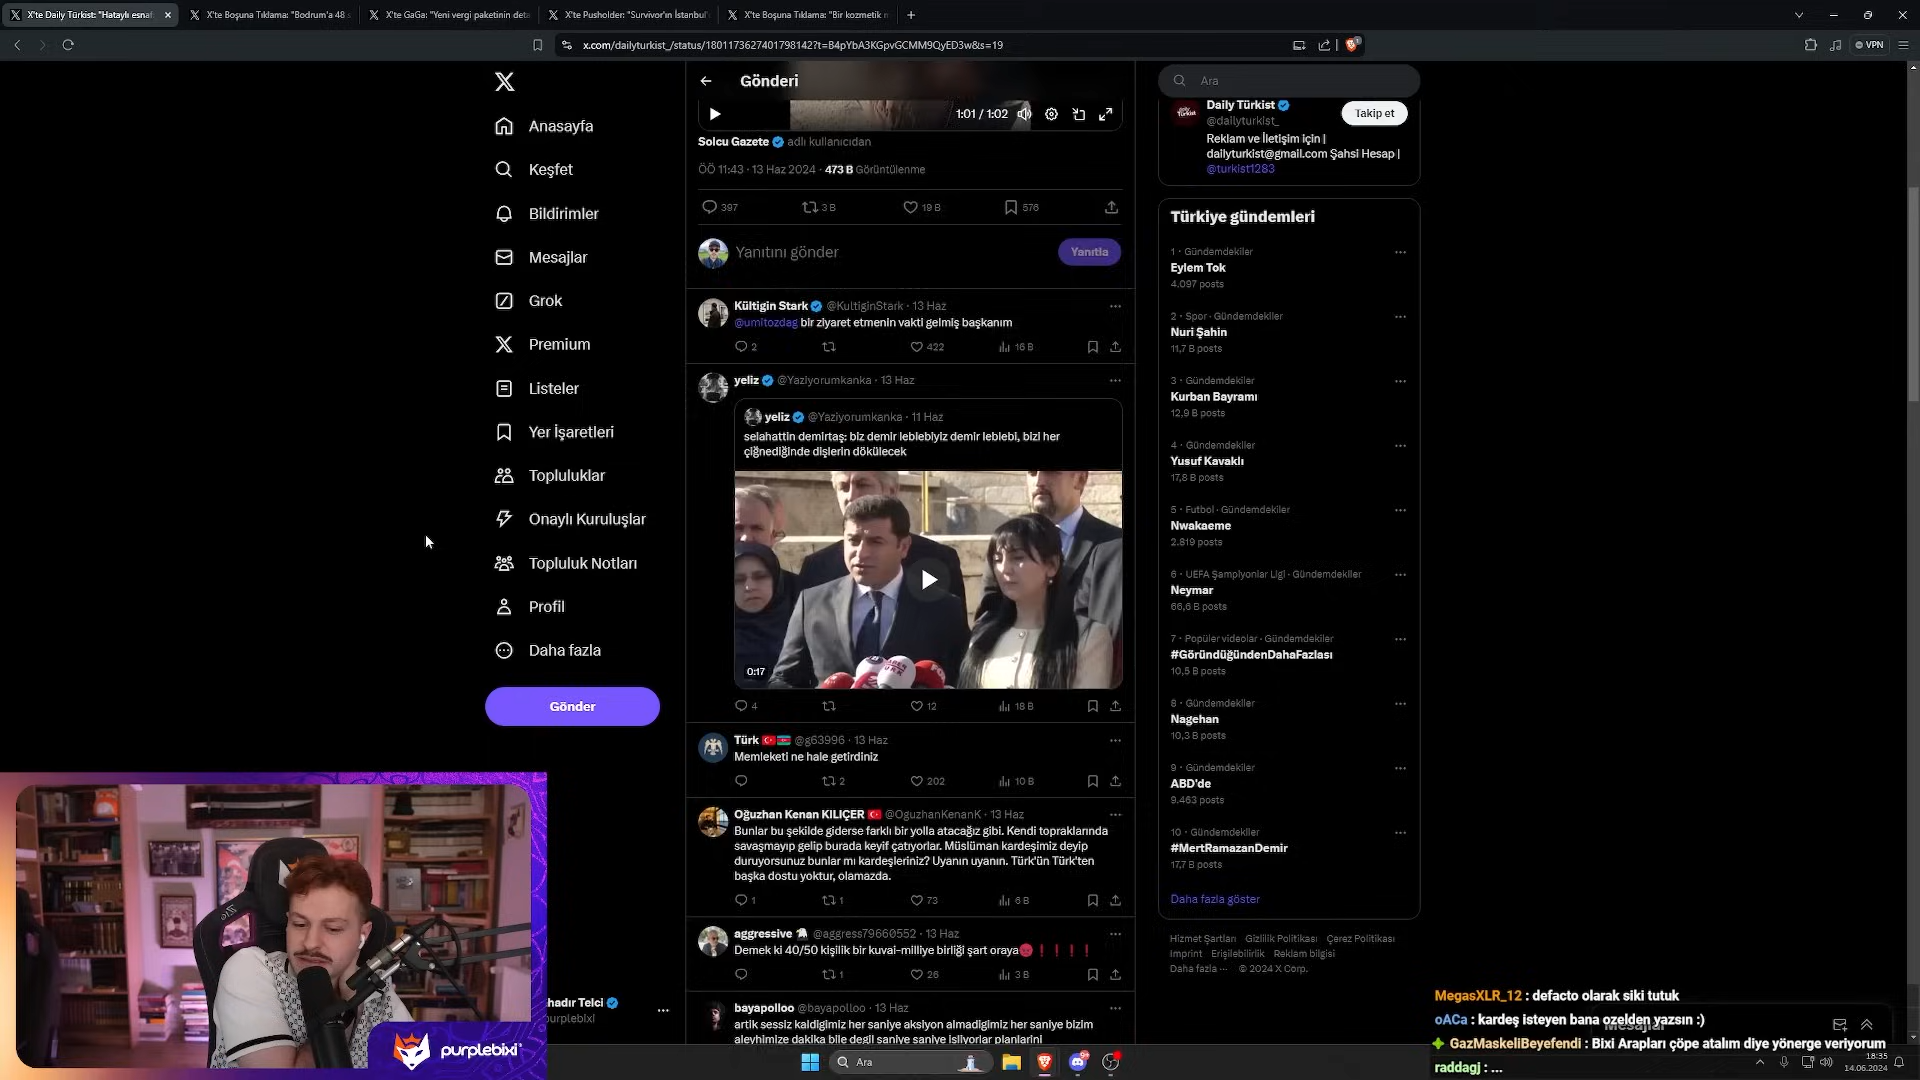 X'te Daily Türkist: "Hataylı esnaf
X'te Boşuna Tıklama: "Bodrum'a 48 s
X'te GaGa: "Yeni vergi paketinin deta
X'te Pusholder: "Survivor'ın İstanbul'
X'te Boşuna Tıklama: "Bir kozmetik m
x.com/dailyturkist_/status/1801173627401798142?t=B4pYbA3KGpvGCMM9QyED3w&s=19
VPN
Anasayfa
Keşfet
Bildirimler
Mesajlar
Grok
Premium
Listeler
Yer İşaretleri
Topluluklar
Onaylı Kuruluşlar
Topluluk Notları
Profil
Daha fazla
Gönder
hadır Telci
purplebixi
Gönderi
1:01 / 1:02
Solcu Gazete adlı kullanıcıdan
ÖÖ 11:43 · 13 Haz 2024 · 473 B Görüntülenme
397 3 B 19 B 576
Yanıtını gönder
Yanıtla
Kültigin Stark @KultiginStark · 13 Haz
@umitozdag bir ziyaret etmenin vakti gelmiş başkanım
2 422 16 B
yeliz @Yaziyorumkanka · 13 Haz
yeliz @Yaziyorumkanka · 11 Haz
selahattin demirtaş: biz demir leblebiyiz demir leblebi, bizi her
çiğnediğinde dişlerin dökülecek
0:17
4 12 18 B
Türk @g63996 · 13 Haz
Memleketi ne hale getirdiniz
2 202 10 B
Oğuzhan Kenan KILIÇER @OguzhanKenanK · 13 Haz
Bunlar bu şekilde giderse farklı bir yolla atacağız gibi. Kendi topraklarında
savaşmayıp gelip burada keyif çatıyorlar. Müslüman kardeşimiz deyip
duruyorsunuz bunlar mı kardeşleriniz? Uyanın uyanın. Türk'ün Türk'ten
başka dostu yoktur, olamazda.
1 1 73 6 B
aggressive @aggress79660552 · 13 Haz
Demek ki 40/50 kişilik bir kuvai-milliye birliği şart oraya
1 26 3 B
bayapolloo @bayapolloo · 13 Haz
artik sessiz kaldigimiz her saniye aksiyon almadigimiz her saniye bizim
aleyhimize dakika bile degil saniye saniye isliyorlar planlarini
Ara
Daily Türkist
@dailyturkist_
Takip et
Reklam ve İletişim için |
dailyturkist@gmail.com Şahsi Hesap |
@turkist1283
Türkiye gündemleri
1 · Gündemdekiler
Eylem Tok
4.097 posts
2 · Spor · Gündemdekiler
Nuri Şahin
11,7 B posts
3 · Gündemdekiler
Kurban Bayramı
12,9 B posts
4 · Gündemdekiler
Yusuf Kavaklı
17,8 B posts
5 · Futbol · Gündemdekiler
Nwakaeme
2.819 posts
6 · UEFA Şampiyonlar Ligi · Gündemdekiler
Neymar
66,6 B posts
7 · Popüler videolar · Gündemdekiler
#GöründüğündenDahaFazlası
10,5 B posts
8 · Gündemdekiler
Nagehan
10,3 B posts
9 · Gündemdekiler
ABD'de
9.463 posts
10 · Gündemdekiler
#MertRamazanDemir
17,7 B posts
Daha fazla göster
Hizmet Şartları Gizlilik Politikası Çerez Politikası
Imprint Erişilebilirlik Reklam bilgisi
Daha fazla ··· © 2024 X Corp.
Mesajlar
MegasXLR_12 : defacto olarak siki tutuk
oACa : kardeş isteyen bana ozelden yazsın :)
GazMaskeliBeyefendi : Bixi Arapları çöpe atalım diye yönerge veriyorum
raddagj : ...
purplebixi
Ara
18:35
14.06.2024